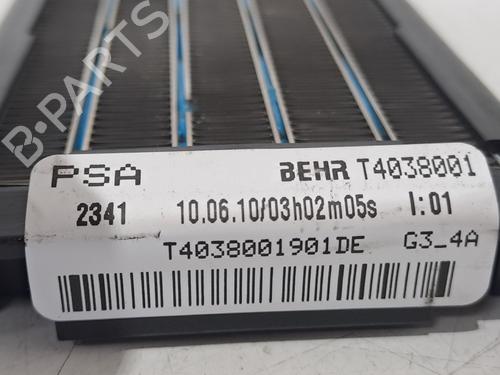 B-PARTS
PSA BEHR T4038001
2341 10.06.10/03h02m05s I:01
T4038001901DE G3_4A